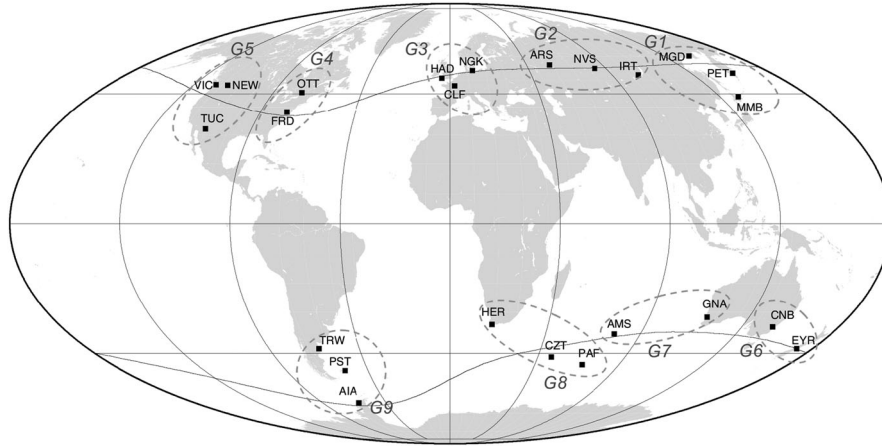 G5
G4
G3
G2
G1
VIC
NEW
OTT
TUC
FRD
HAD
NGK
CLF
ARS
NVS
IRT
MGD
PET
MMB
HER
AMS
GNA
CNB
EYR
TRW
PST
AIA
CZT
PAF
G9
G8
G7
G6